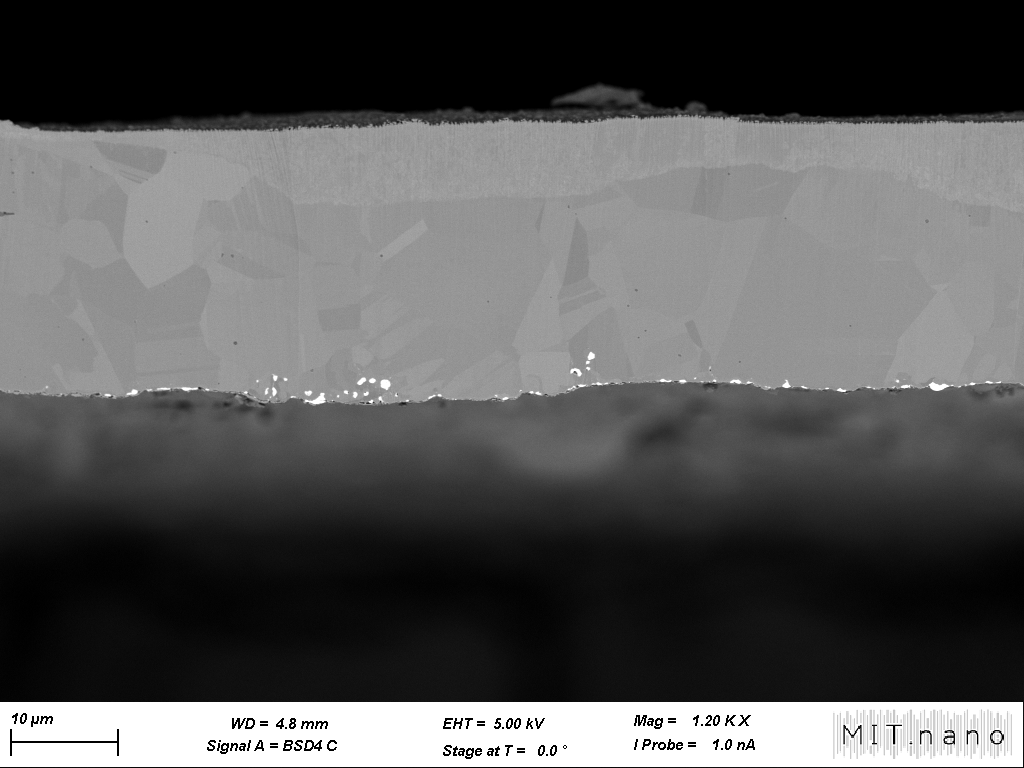 10 µm
WD = 4.8 mm
Signal A = BSD4 C
EHT = 5.00 kV
Stage at T = 0.0 °
Mag = 1.20 K X
I Probe = 1.0 nA
MIT.nano